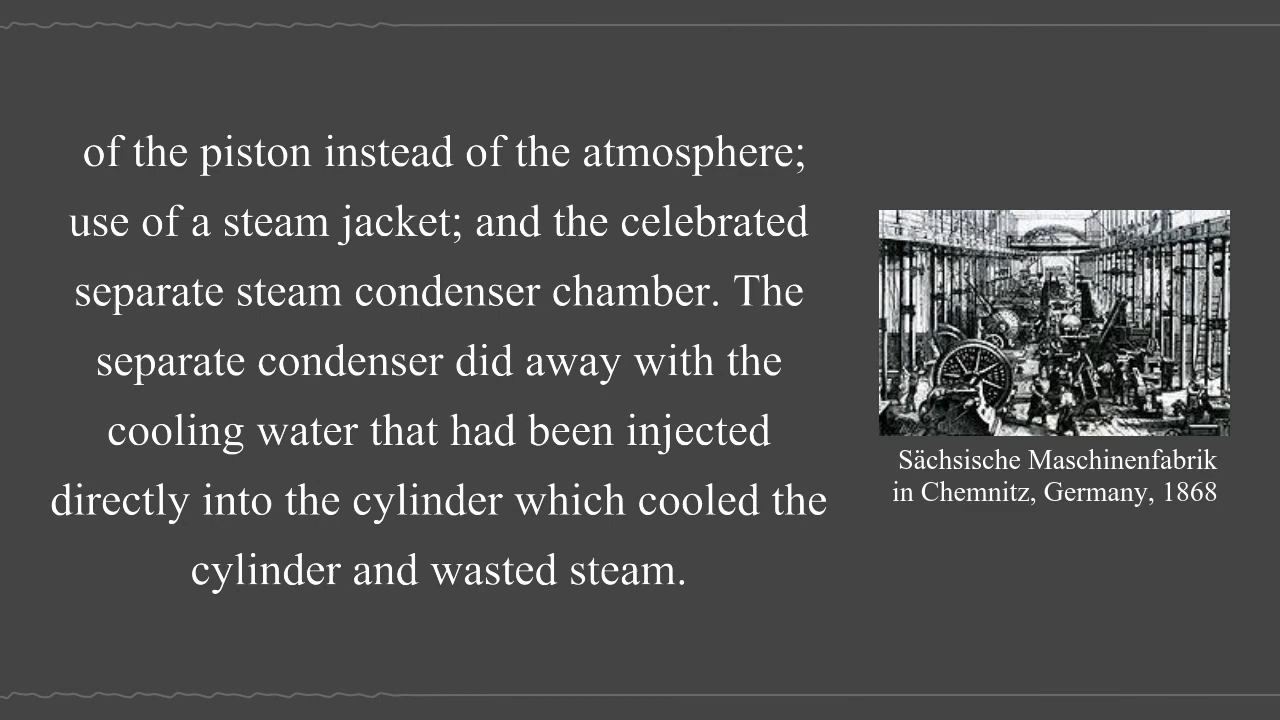 of the piston instead of the atmosphere;
use of a steam jacket; and the celebrated
separate steam condenser chamber. The
separate condenser did away with the
cooling water that had been injected
directly into the cylinder which cooled the
cylinder and wasted steam.
Sächsische Maschinenfabrik
in Chemnitz, Germany, 1868